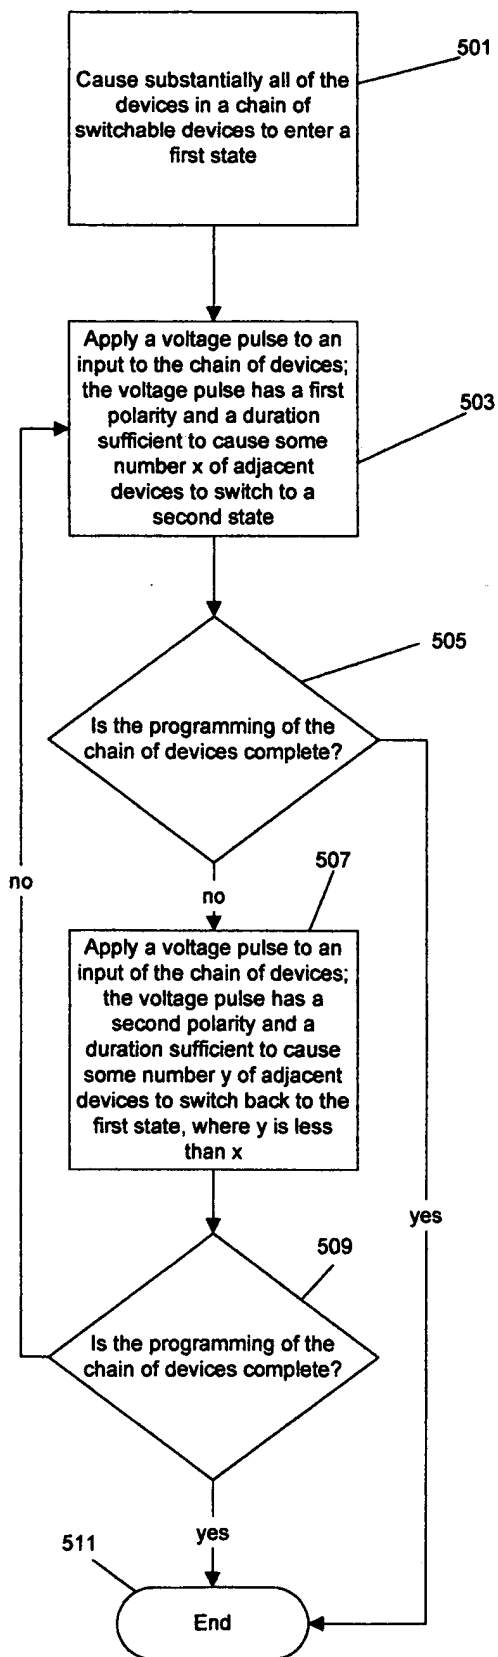 501
Cause substantially all of the
devices in a chain of
switchable devices to enter a
first state
Apply a voltage pulse to an
input to the chain of devices;
the voltage pulse has a first
polarity and a duration
sufficient to cause some
number x of adjacent
devices to switch to a
second state
503
505
Is the programming of the
chain of devices complete?
no
no
507
Apply a voltage pulse to an
input of the chain of devices;
the voltage pulse has a
second polarity and a
duration sufficient to cause
some number y of adjacent
devices to switch back to the
first state, where y is less
than x
yes
509
Is the programming of the
chain of devices complete?
yes
511
End